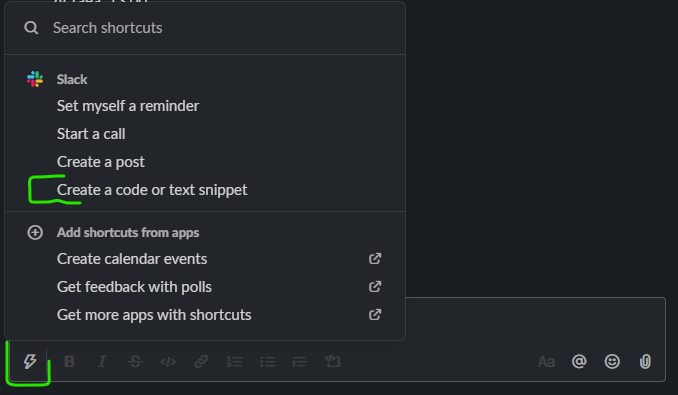 Search shortcuts
Slack
Set myself a reminder
Start a call
Create a post
Create a code or text snippet
Add shortcuts from apps
Create calendar events
Get feedback with polls
Get more apps with shortcuts
B I S Aa @